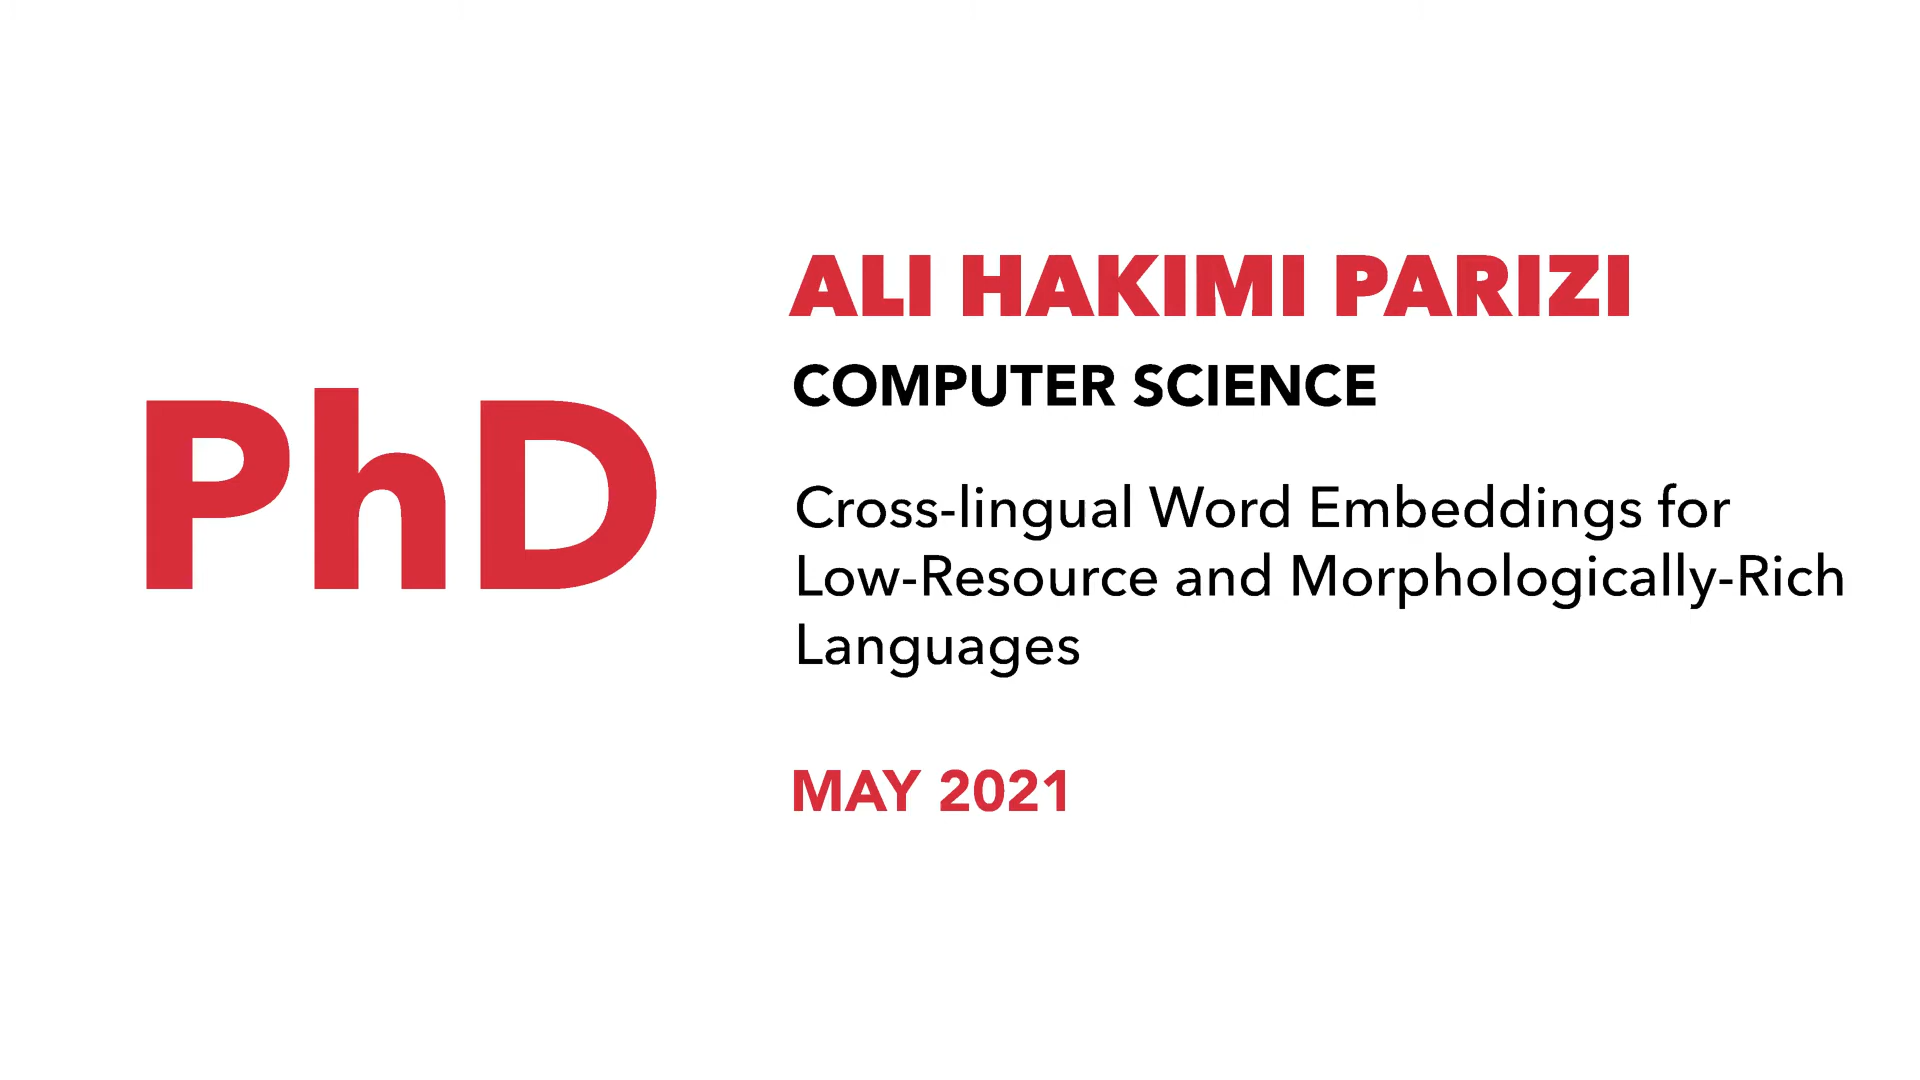 PhD
ALI HAKIMI PARIZI
COMPUTER SCIENCE
Cross-lingual Word Embeddings for
Low-Resource and Morphologically-Rich
Languages
MAY 2021